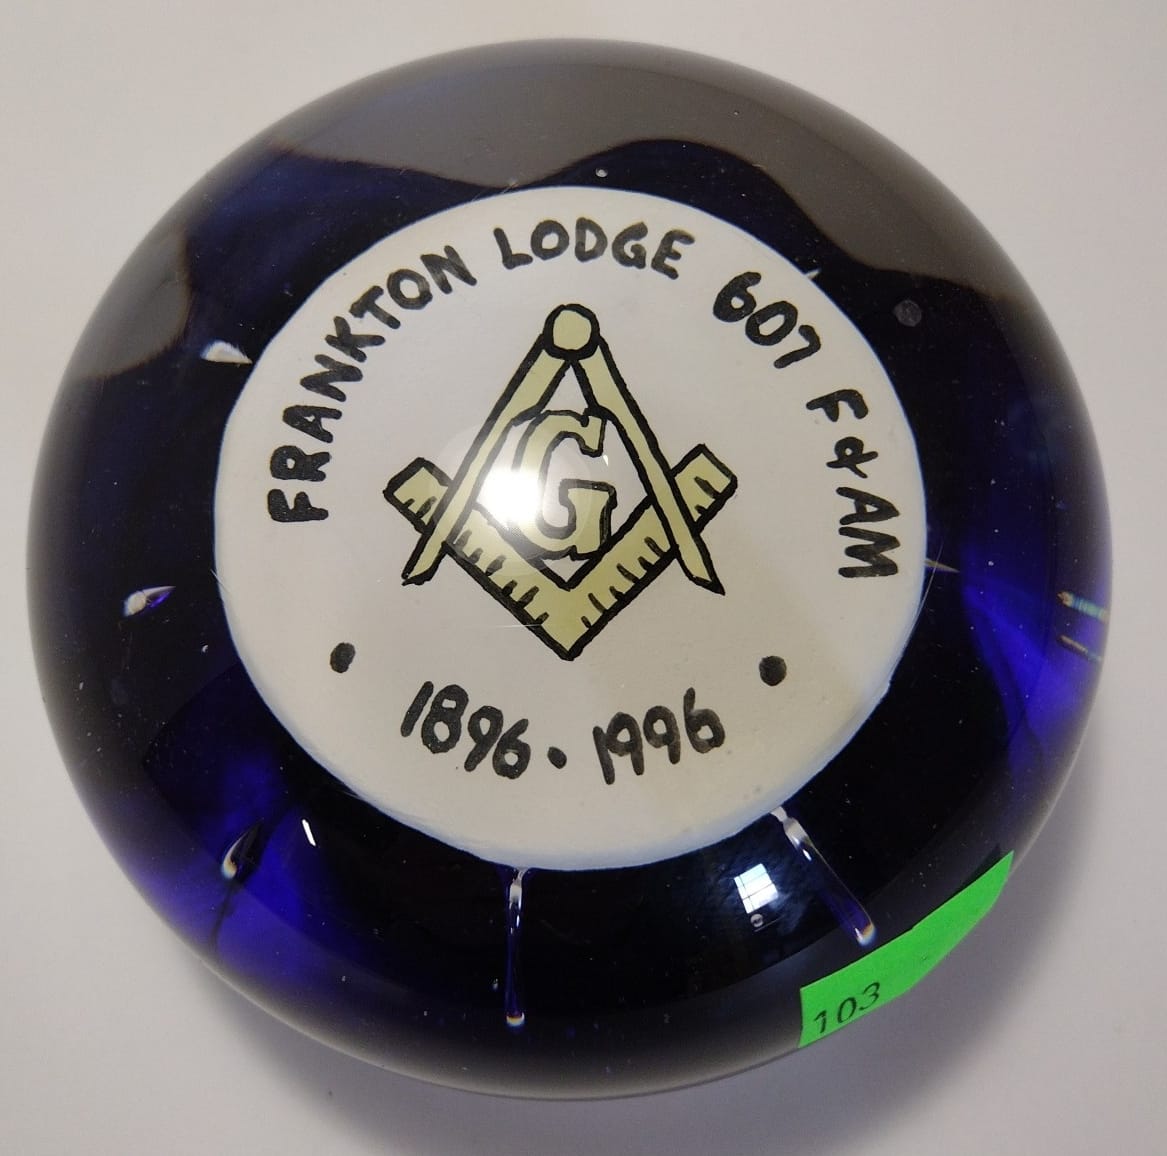 FRANKTON LODGE 607 F&AM
G
• 1896 • 1996 •
103